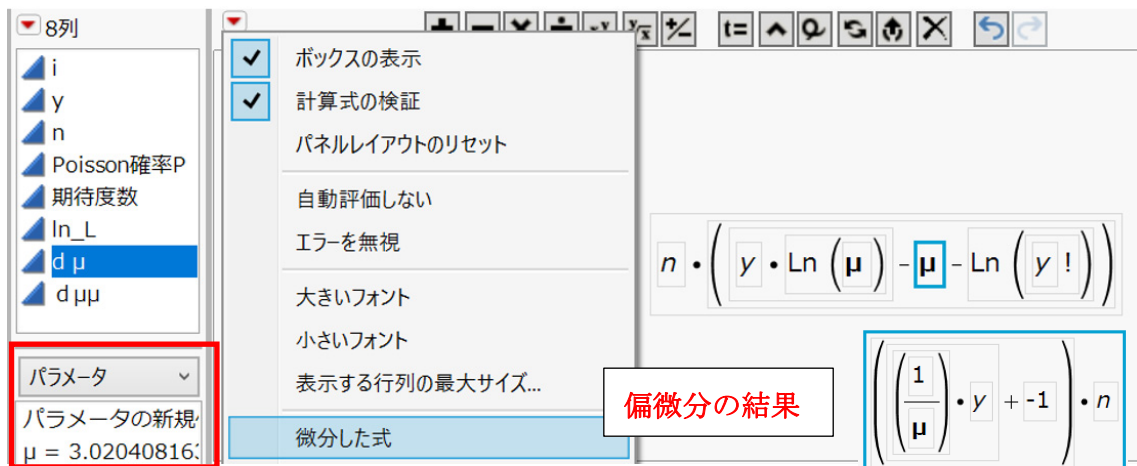 8列
i
y
n
Poisson確率P
期待度数
ln_L
d μ
d μμ
パラメータ
パラメータの新規
μ = 3.020408163
t=
ボックスの表示
計算式の検証
パネルレイアウトのリセット
自動評価しない
エラーを無視
大きいフォント
小さいフォント
表示する行列の最大サイズ...
微分した式
n • ( y • Ln ( μ ) - μ - Ln ( y ! ) )
偏微分の結果
( ( 1 / μ ) • y + -1 ) • n